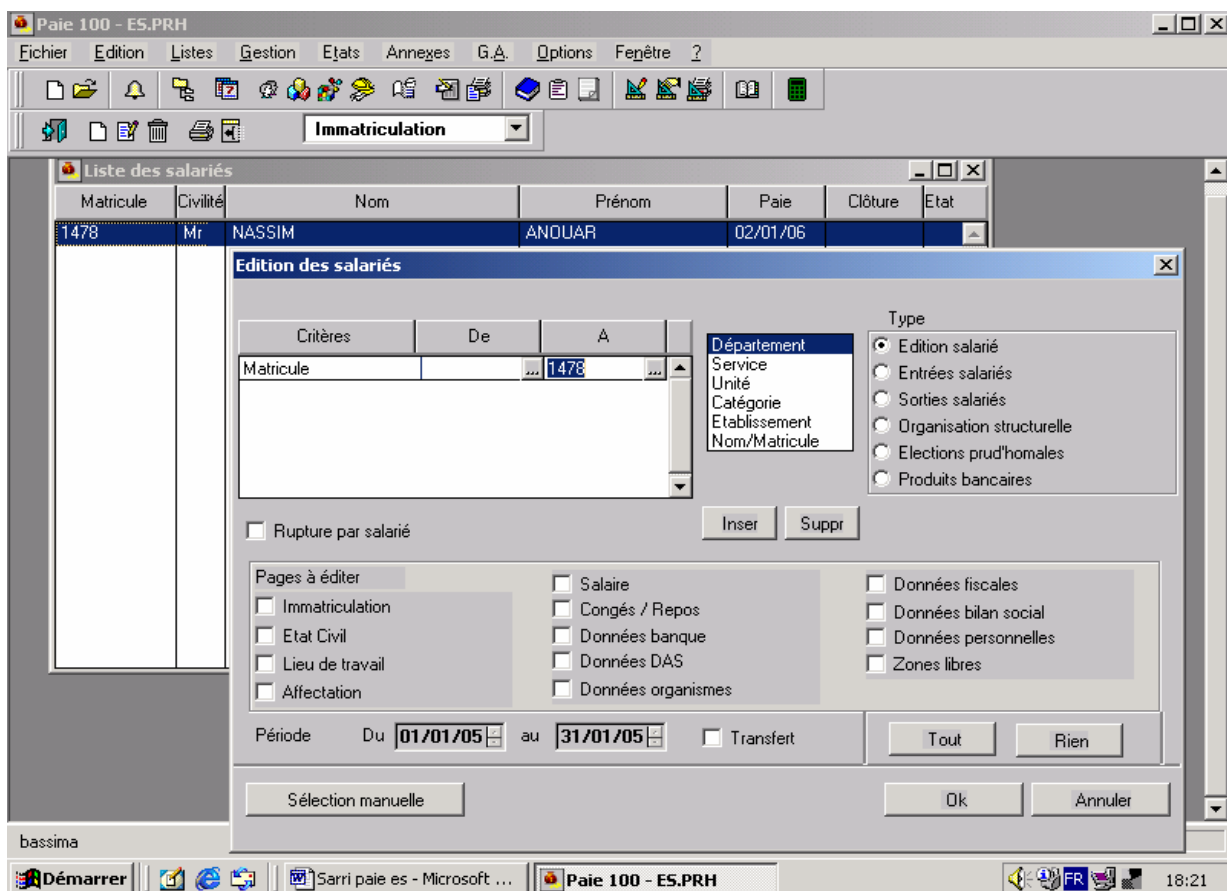 Paie 100 - ES.PRH
Fichier Edition Listes Gestion Etats Annexes G.A. Options Fenêtre ?
Immatriculation
Liste des salariés
Matricule Civilité Nom Prénom Paie Clôture Etat
1478 Mr NASSIM ANOUAR 02/01/06
Edition des salariés
Critères De A
Matricule ... 1478 ...
Département
Service
Unité
Catégorie
Etablissement
Nom/Matricule
Type
Edition salarié
Entrées salariés
Sorties salariés
Organisation structurelle
Elections prud'homales
Produits bancaires
Rupture par salarié
Inser Suppr
Pages à éditer
Immatriculation
Etat Civil
Lieu de travail
Affectation
Salaire
Congés / Repos
Données banque
Données DAS
Données organismes
Données fiscales
Données bilan social
Données personnelles
Zones libres
Période Du 01/01/05 au 31/01/05 Transfert Tout Rien
Sélection manuelle Ok Annuler
bassima
Démarrer Sarri paie es - Microsoft ... Paie 100 - ES.PRH FR 18:21